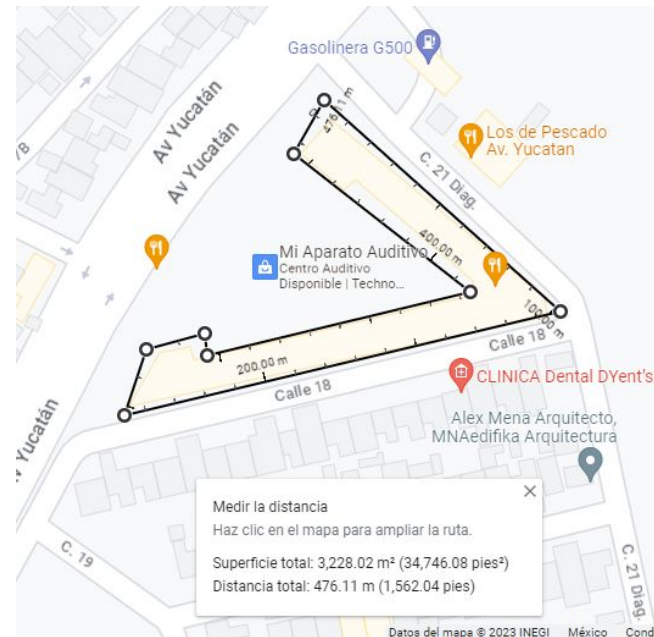 Gasolinera G500
476.11 m
Av Yucatán
Av Yucatán
Los de Pescado
Av. Yucatan
C. 21 Diag.
400.00 m
Mi Aparato Auditivo
Centro Auditivo
Disponible | Techno...
100.00 m
Calle 18
200.00 m
Calle 18
CLINICA Dental DYent's
Alex Mena Arquitecto,
MNAedifika Arquitectura
Yucatán
C. 19
C. 21 Diag.
Medir la distancia
Haz clic en el mapa para ampliar la ruta.
Superficie total: 3,228.02 m² (34,746.08 pies²)
Distancia total: 476.11 m (1,562.04 pies)
Datos del mapa © 2023 INEGI México Cond